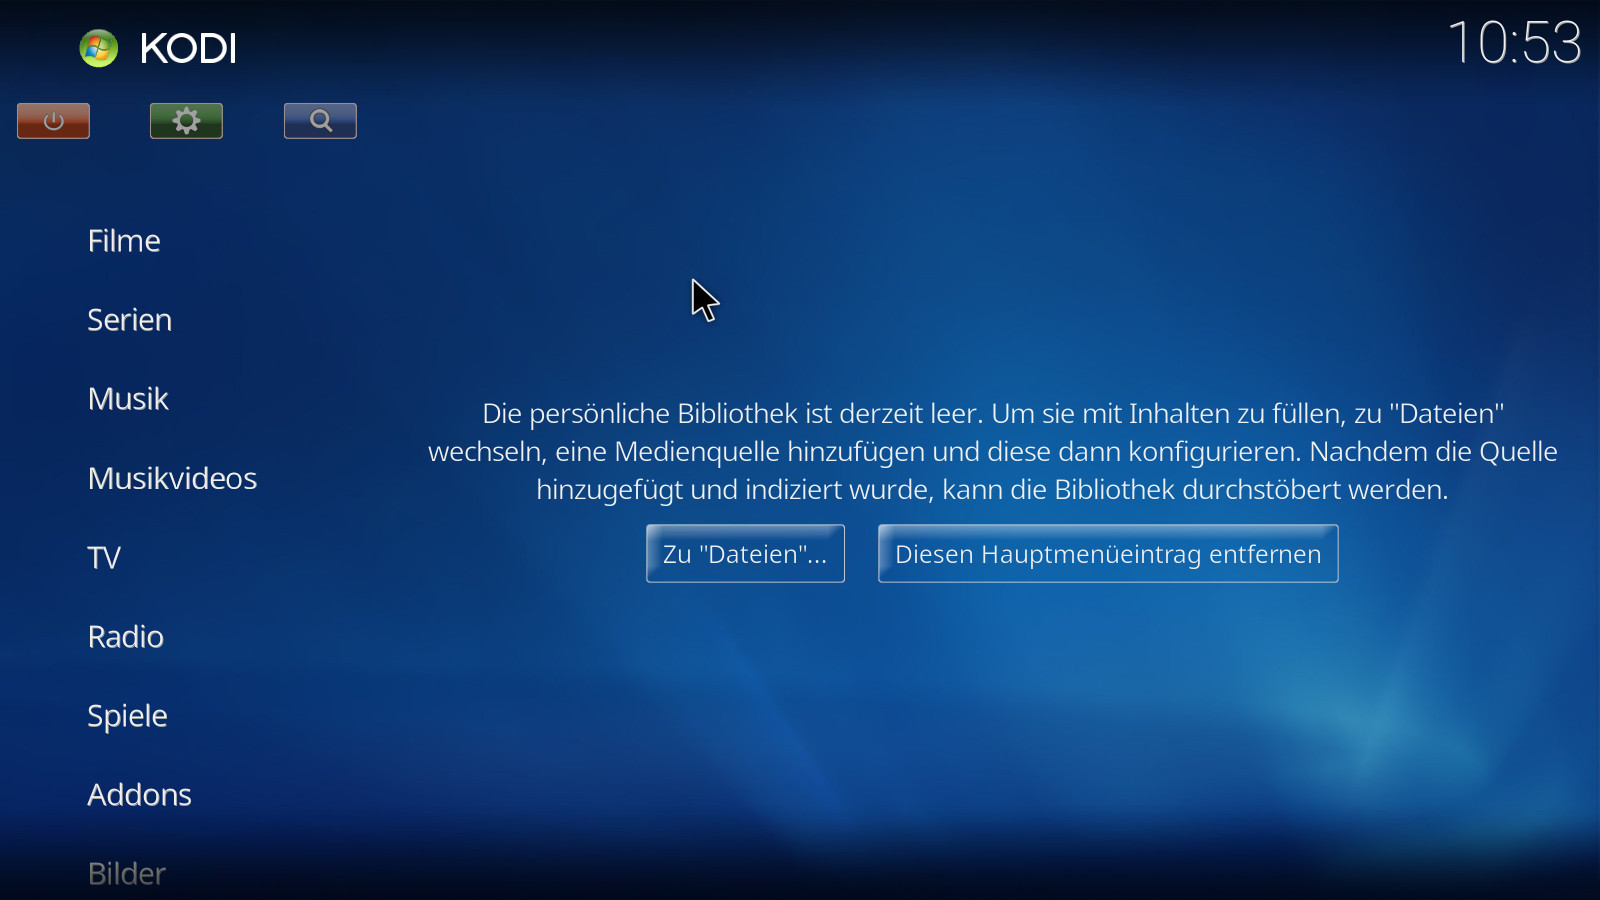 KODI
10:53
Filme
Serien
Musik
Musikvideos
TV
Radio
Spiele
Addons
Bilder
Die persönliche Bibliothek ist derzeit leer. Um sie mit Inhalten zu füllen, zu "Dateien"
wechseln, eine Medienquelle hinzufügen und diese dann konfigurieren. Nachdem die Quelle
hinzugefügt und indiziert wurde, kann die Bibliothek durchstöbert werden.
Zu "Dateien"...
Diesen Hauptmenüeintrag entfernen